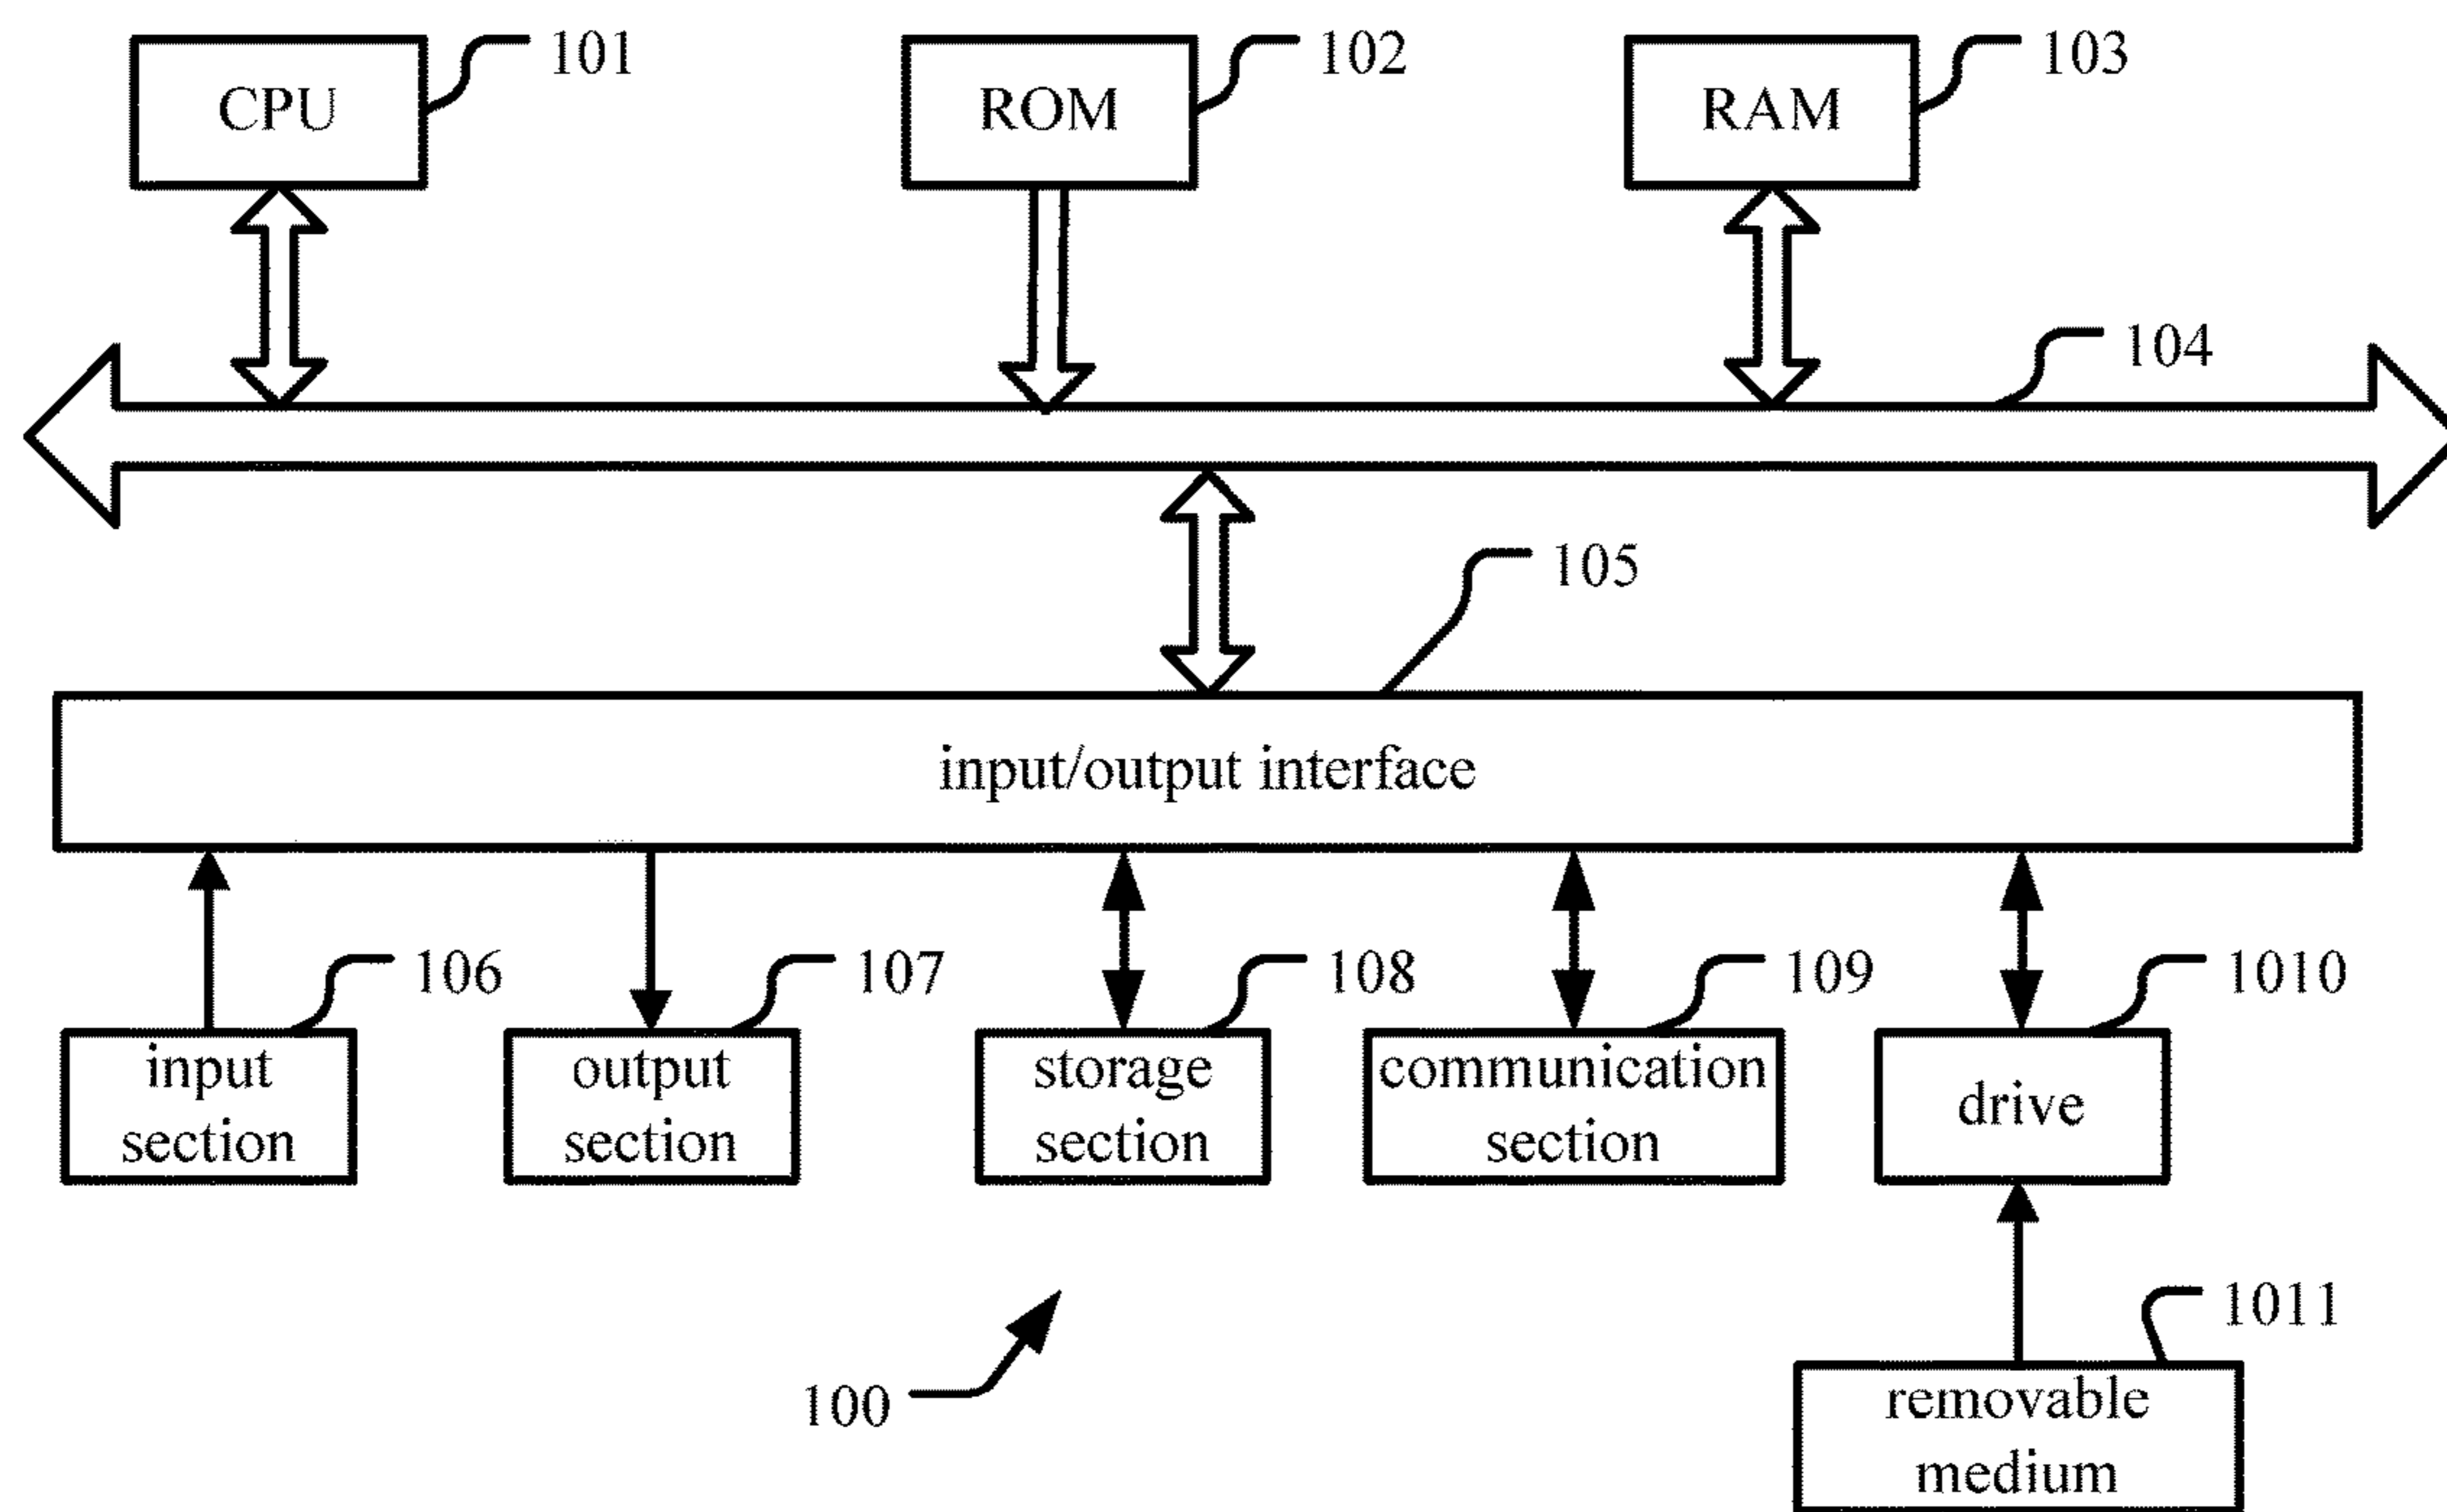 CPU
101
ROM
102
RAM
103
104
105
input/output interface
106
107
108
109
1010
input
section
output
section
storage
section
communication
section
drive
1011
100
removable
medium